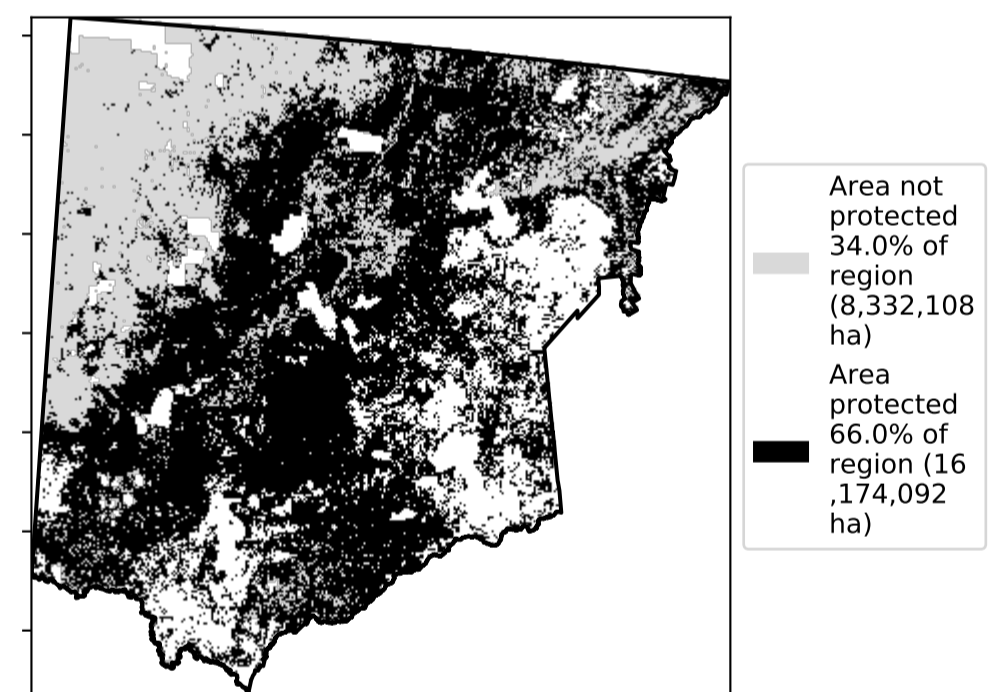 Area not
protected
34.0% of
region
(8,332,108
ha)
Area
protected
66.0% of
region (16
,174,092
ha)